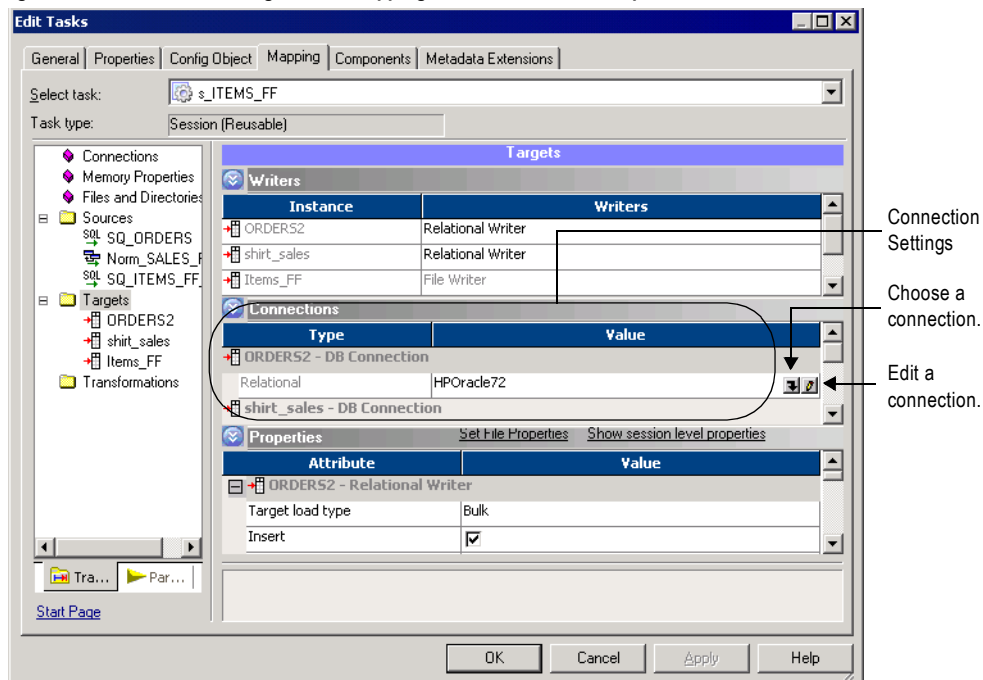 Edit Tasks
General Properties Config Object Mapping Components Metadata Extensions
Select task: s_ITEMS_FF
Task type: Session (Reusable)
Connections
Memory Properties
Files and Directories
Sources
SQL SQ_ORDERS
Norm_SALES_F
SQL SQ_ITEMS_FF_
Targets
ORDERS2
shirt_sales
Items_FF
Transformations
Tra... Par...
Start Page
Targets
Writers
Instance Writers
ORDERS2 Relational Writer
shirt_sales Relational Writer
Items_FF File Writer
Connections
Type Value
ORDERS2 - DB Connection
Relational HPOracle72
shirt_sales - DB Connection
Properties Set File Properties Show session level properties
Attribute Value
ORDERS2 - Relational Writer
Target load type Bulk
Insert
OK Cancel Apply Help
Connection
Settings
Choose a
connection.
Edit a
connection.